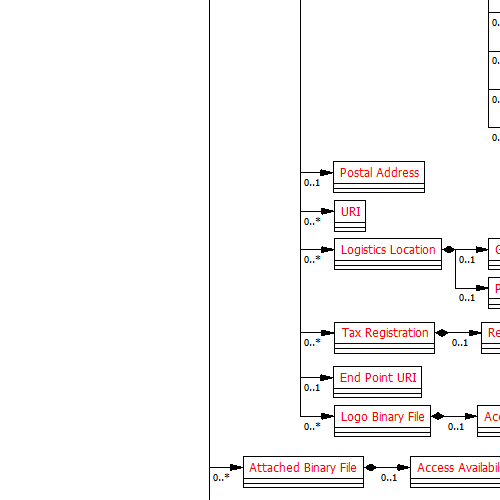 0.
0.
0.
0.
Postal Address
0..1
URI
0..*
Logistics Location
0..*
0..1
0..1
Tax Registration
Re
0..*
0..1
End Point URI
0..1
Logo Binary File
Acc
0..*
0..1
Attached Binary File
Access Availabil
0..*
0..1